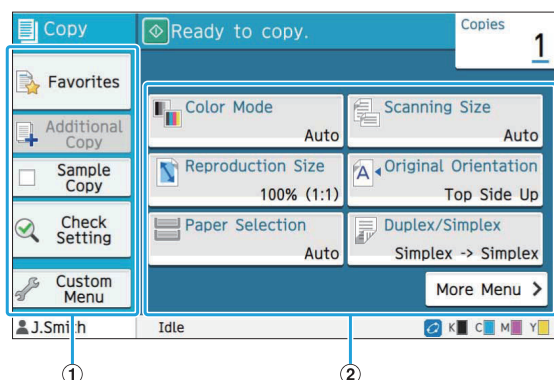 Copy
Ready to copy.
Copies
1
Favorites
Additional
Copy
Sample
Copy
Check
Setting
Custom
Menu
Color Mode
Auto
Scanning Size
Auto
Reproduction Size
100% (1:1)
Original Orientation
Top Side Up
Paper Selection
Auto
Duplex/Simplex
Simplex -> Simplex
More Menu >
J.Smith
Idle
K C M Y
1
2